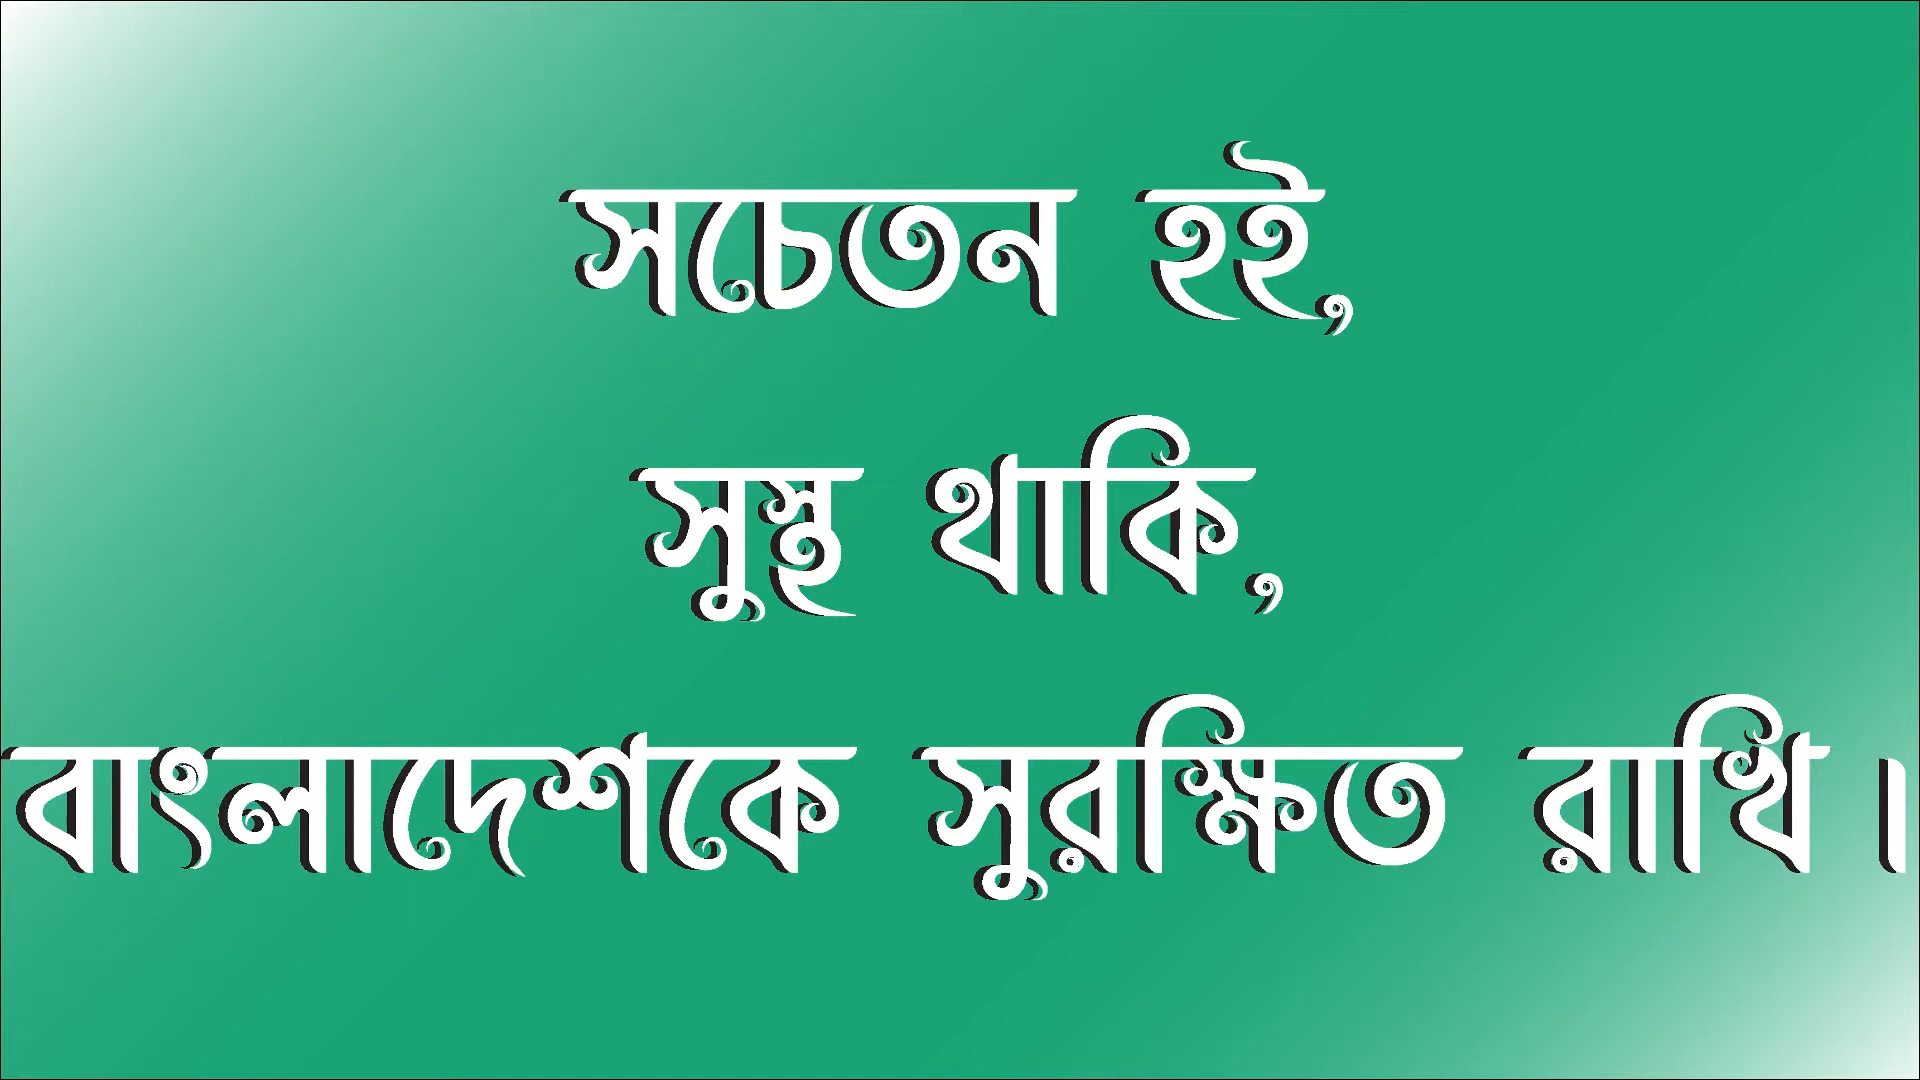 সচেতন হই,
সুস্থ থাকি,
বাংলাদেশকে সুরক্ষিত রাখি ।